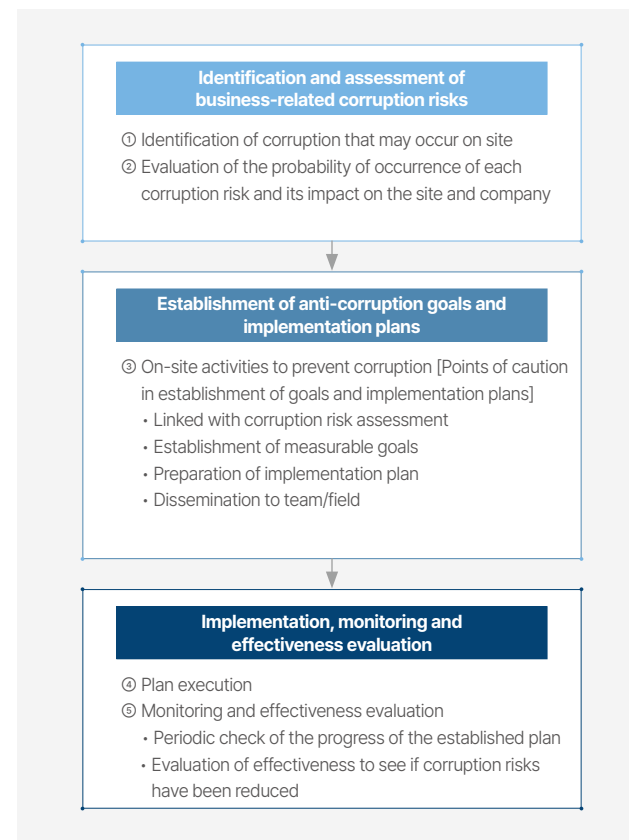 Identification and assessment of
business-related corruption risks
① Identification of corruption that may occur on site
② Evaluation of the probability of occurrence of each
corruption risk and its impact on the site and company
Establishment of anti-corruption goals and
implementation plans
③ On-site activities to prevent corruption [Points of caution
in establishment of goals and implementation plans]
• Linked with corruption risk assessment
• Establishment of measurable goals
• Preparation of implementation plan
• Dissemination to team/field
Implementation, monitoring and
effectiveness evaluation
④ Plan execution
⑤ Monitoring and effectiveness evaluation
• Periodic check of the progress of the established plan
• Evaluation of effectiveness to see if corruption risks
have been reduced